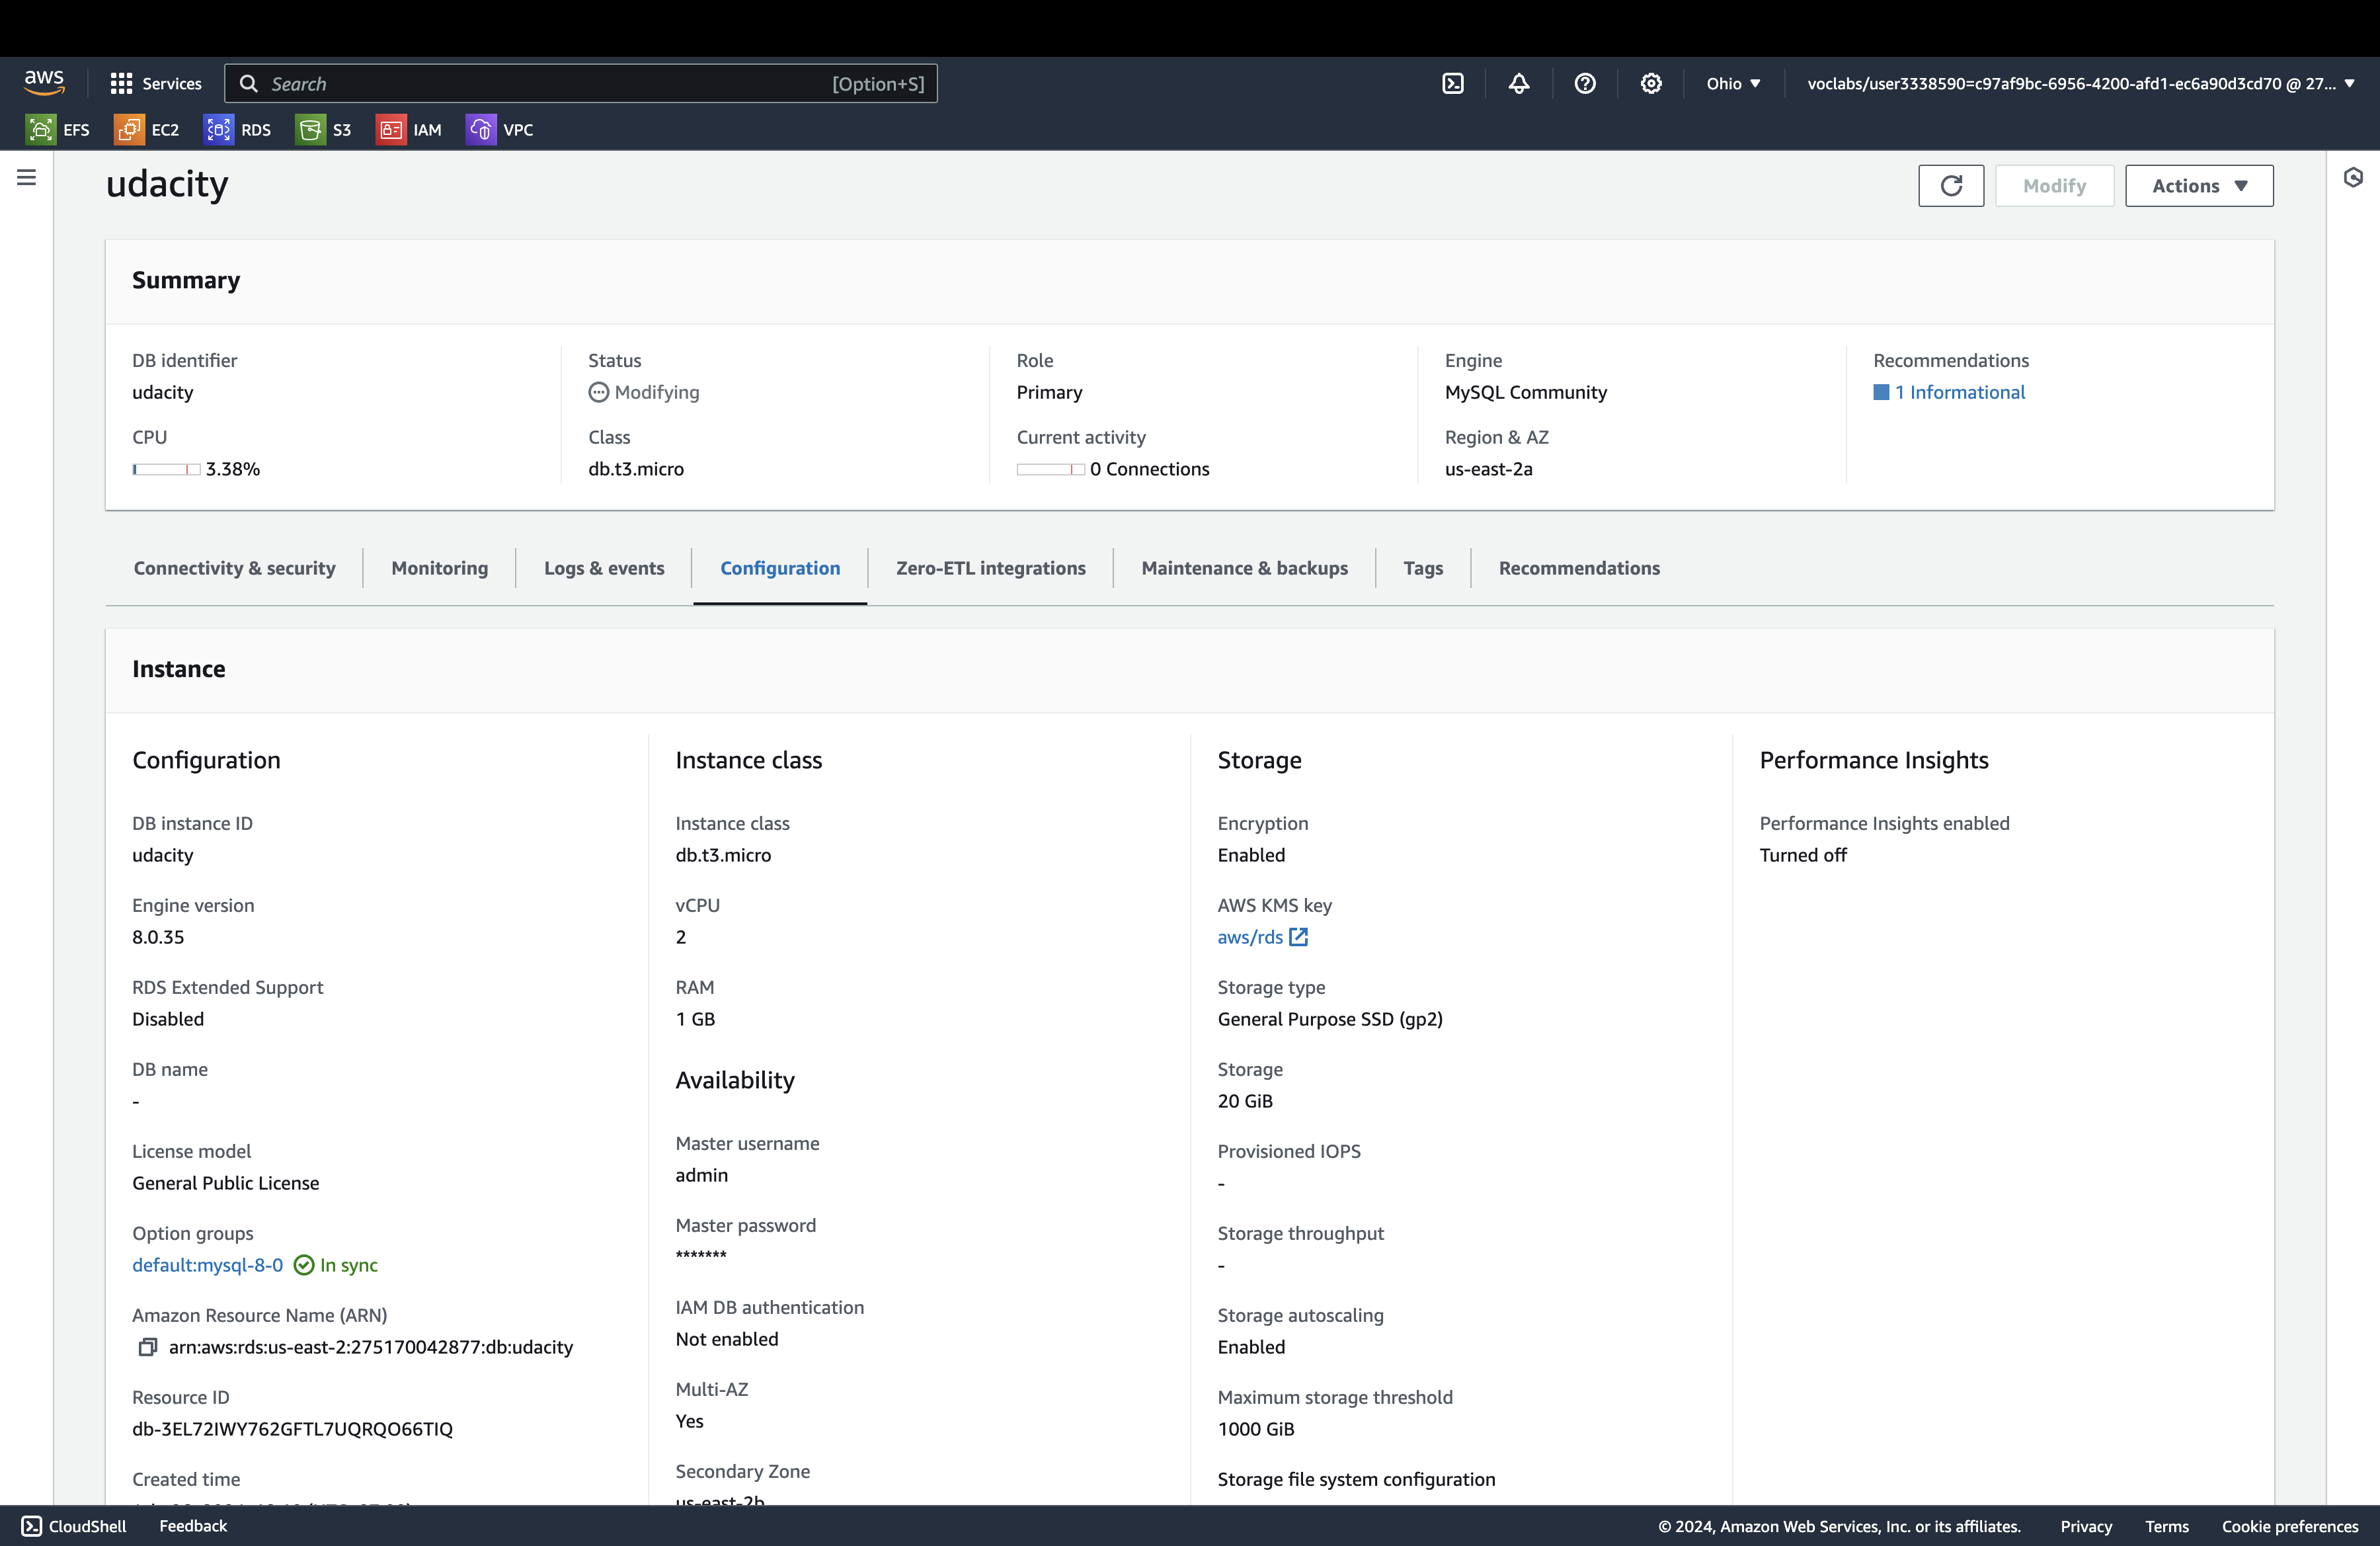 aws
Services
Search
[Option+S]
Ohio
voclabs/user3338590=c97af9bc-6956-4200-afd1-ec6a90d3cd70 @ 27...
EFS
EC2
RDS
S3
IAM
VPC
udacity
Modify
Actions
Summary
DB identifier
udacity
Status
Modifying
Role
Primary
Engine
MySQL Community
Recommendations
1 Informational
CPU
3.38%
Class
db.t3.micro
Current activity
0 Connections
Region & AZ
us-east-2a
Connectivity & security
Monitoring
Logs & events
Configuration
Zero-ETL integrations
Maintenance & backups
Tags
Recommendations
Instance
Configuration
DB instance ID
udacity
Engine version
8.0.35
RDS Extended Support
Disabled
DB name
-
License model
General Public License
Option groups
default:mysql-8-0 In sync
Amazon Resource Name (ARN)
arn:aws:rds:us-east-2:275170042877:db:udacity
Resource ID
db-3EL72IWY762GFTL7UQRQO66TIQ
Created time
Instance class
Instance class
db.t3.micro
vCPU
2
RAM
1 GB
Availability
Master username
admin
Master password
*******
IAM DB authentication
Not enabled
Multi-AZ
Yes
Secondary Zone
us-east-2b
Storage
Encryption
Enabled
AWS KMS key
aws/rds
Storage type
General Purpose SSD (gp2)
Storage
20 GiB
Provisioned IOPS
-
Storage throughput
-
Storage autoscaling
Enabled
Maximum storage threshold
1000 GiB
Storage file system configuration
Performance Insights
Performance Insights enabled
Turned off
CloudShell
Feedback
© 2024, Amazon Web Services, Inc. or its affiliates.
Privacy
Terms
Cookie preferences